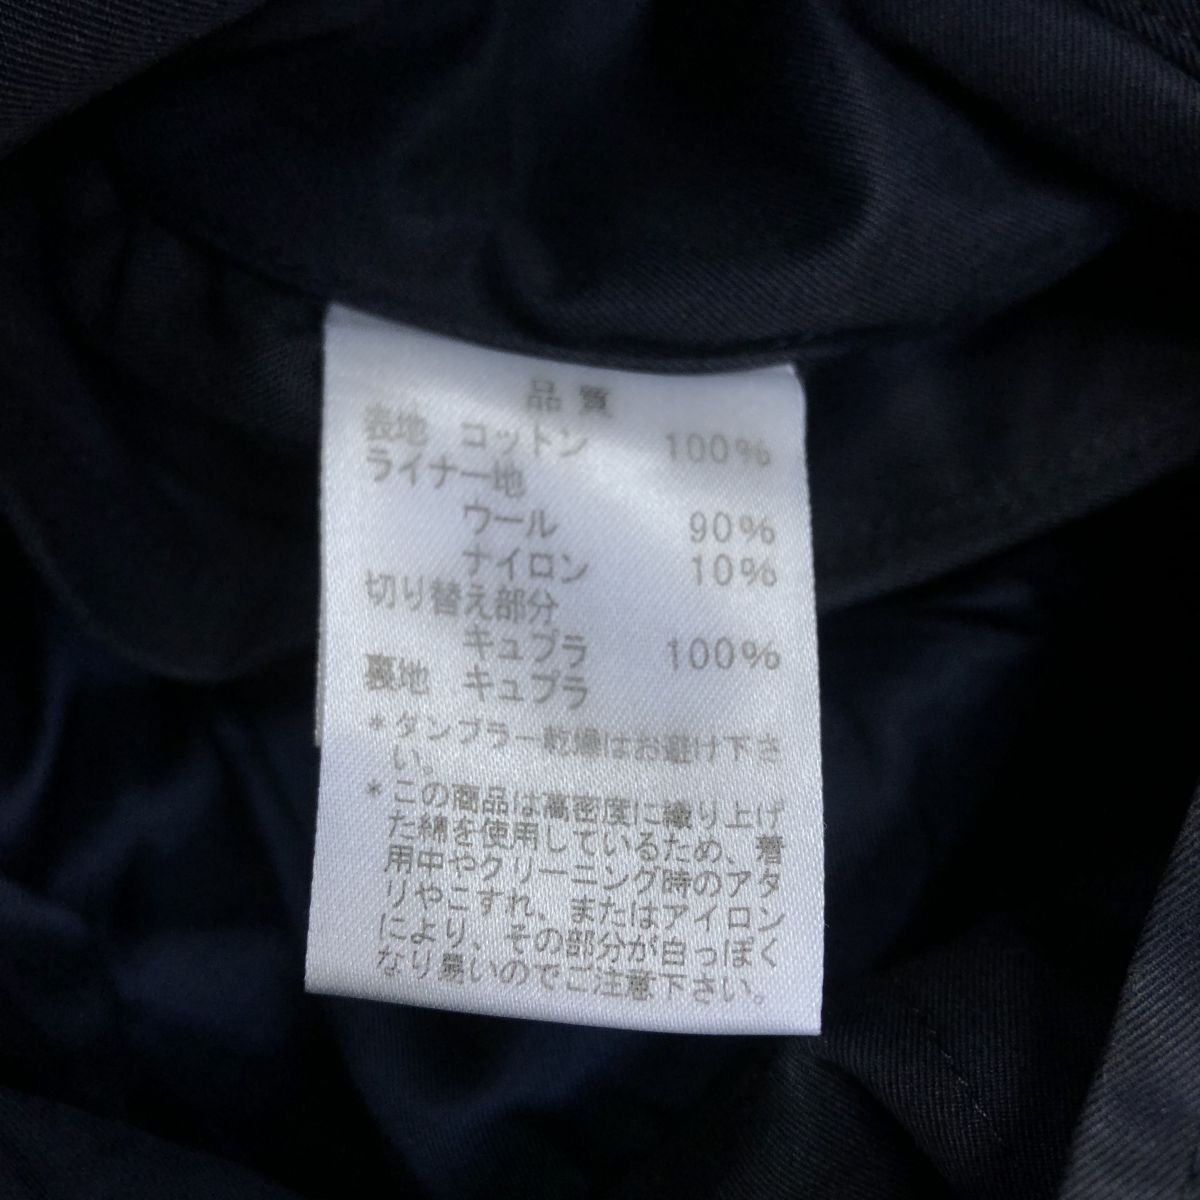 品質
表地 コットン 100%
ライナー地
ウール 90%
ナイロン 10%
切り替え部分
キュプラ 100%
裏地 キュプラ
*タンブラー乾燥はお避け下さ
い。
*この商品は高密度に織り上げ
た綿を使用しているため、着
用中やクリーニング時のアタ
リやこすれ、またはアイロン
により、その部分が白っぽく
なり易いのでご注意下さい。